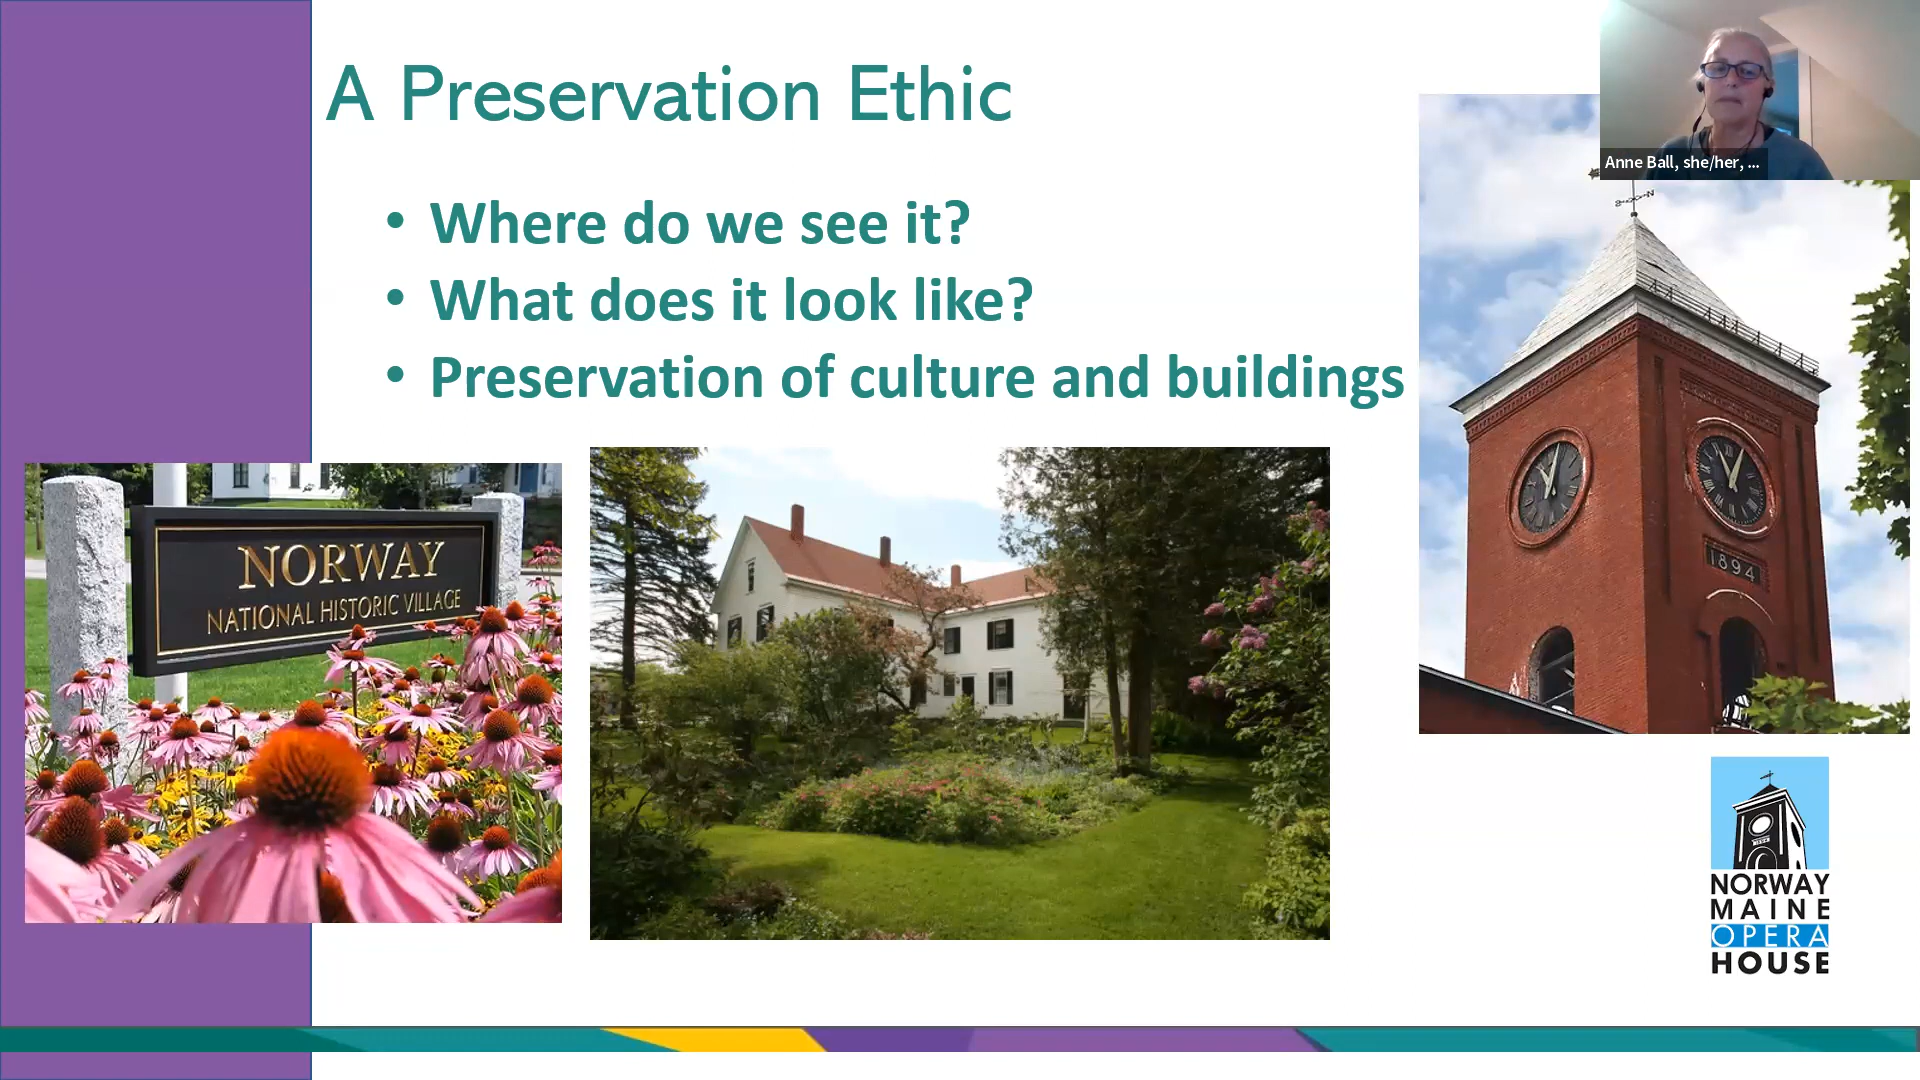 A Preservation Ethic
Anne Ball, she/her, ...
• Where do we see it?
• What does it look like?
• Preservation of culture and buildings
NORWAY
NATIONAL HISTORIC VILLAGE
1894
NORWAY
MAINE
OPERA
HOUSE